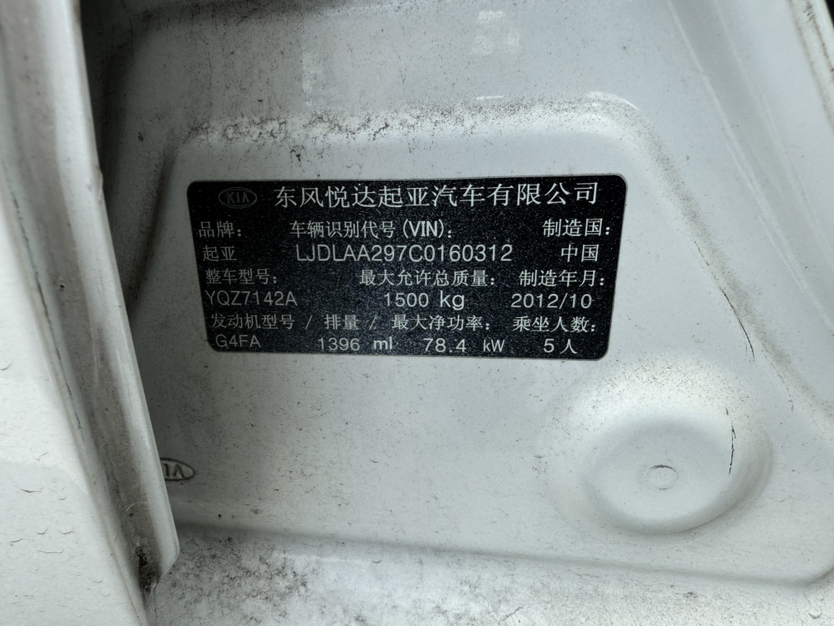 KIA 东风悦达起亚汽车有限公司
品牌: 车辆识别代号(VIN): 制造国:
起亚 LJDLAA297C0160312 中国
整车型号: 最大允许总质量: 制造年月:
YQZ7142A 1500 kg 2012/10
发动机型号 / 排量 / 最大净功率: 乘坐人数:
G4FA 1396 ml 78.4 kW 5人
KIA